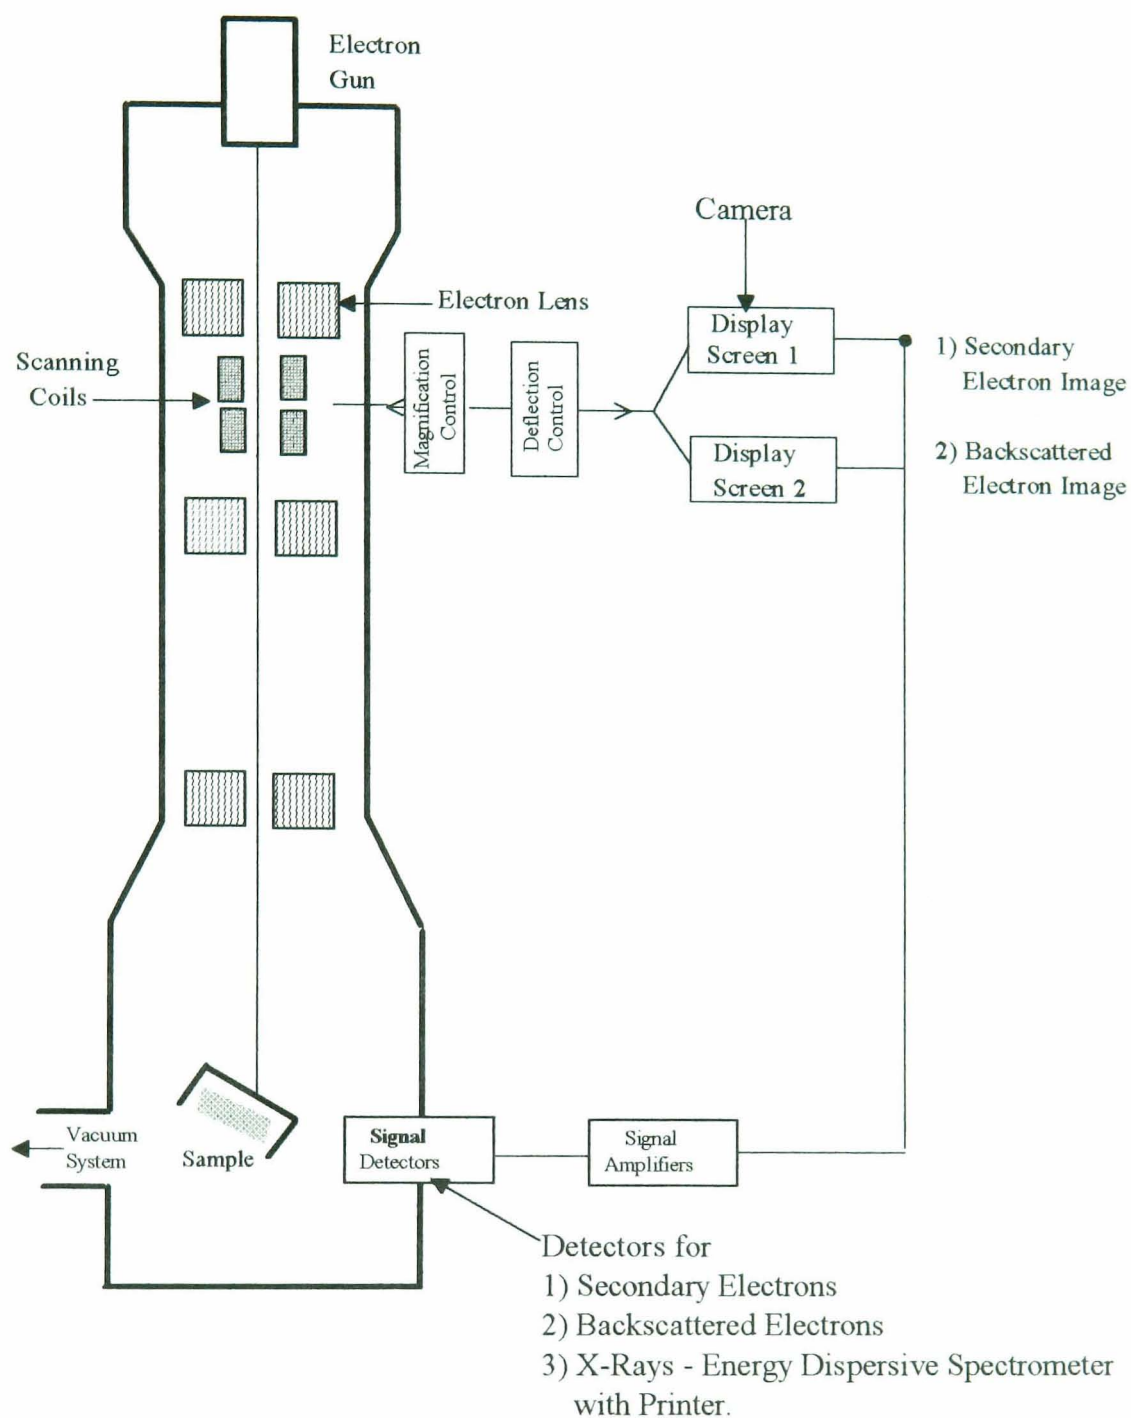 Electron
Gun
Camera
Electron Lens
Display
Screen 1
1) Secondary
Electron Image
Scanning
Coils
Magnification
Control
Deflection
Control
Display
Screen 2
2) Backscattered
Electron Image
Vacuum
System
Sample
Signal
Detectors
Signal
Amplifiers
Detectors for
1) Secondary Electrons
2) Backscattered Electrons
3) X-Rays - Energy Dispersive Spectrometer
with Printer.